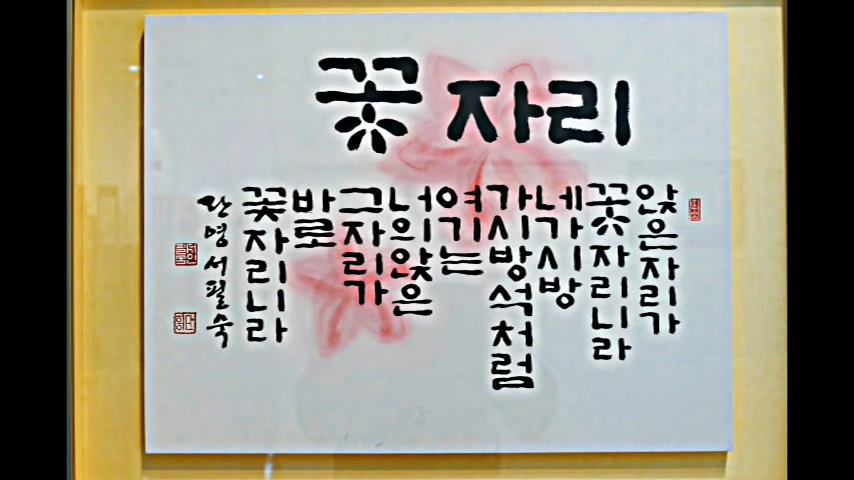 꽃자리
앉은자리가
꽃자리니라
네가시방
가시방석처럼
여기는
너의앉은
그자리가
바로
꽃자리니라
란영서필숙